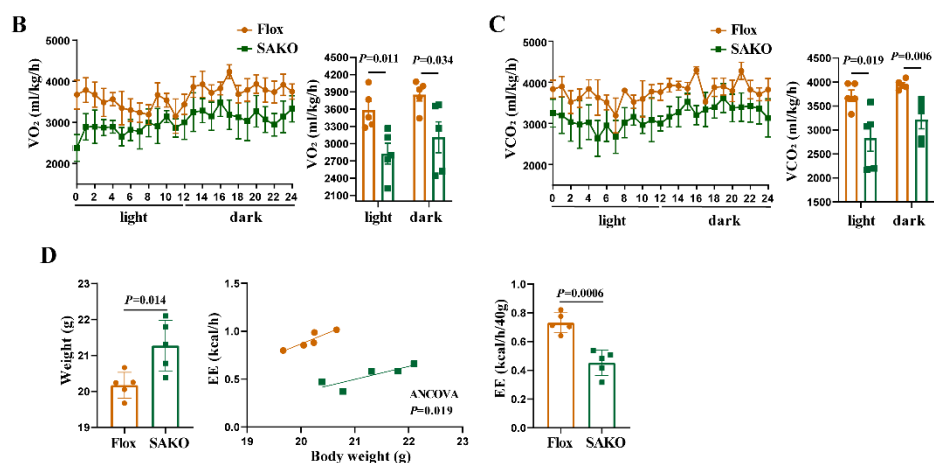 B
Flox
SAKO
VO₂ (ml/kg/h)
5000
4000
3000
2000
0 2 4 6 8 10 12 14 16 18 20 22 24
light dark
VO₂ (ml/kg/h)
4500
4200
3900
3600
3300
3000
2700
2400
2100
P=0.011 P=0.034
light dark
C
Flox
SAKO
VCO₂ (ml/kg/h)
5000
4000
3000
2000
0 2 4 6 8 10 12 14 16 18 20 22 24
light dark
VCO₂ (ml/kg/h)
4500
4000
3500
3000
2500
2000
1500
P=0.019 P=0.006
light dark
D
Weight (g)
23
22
21
20
19
P=0.014
Flox SAKO
EE (kcal/h)
1.5
1.0
0.5
0.0
ANCOVA
P=0.019
19 20 21 22 23
Body weight (g)
EE (kcal/h/40g)
1.0
0.8
0.6
0.4
0.2
0.0
P=0.0006
Flox SAKO